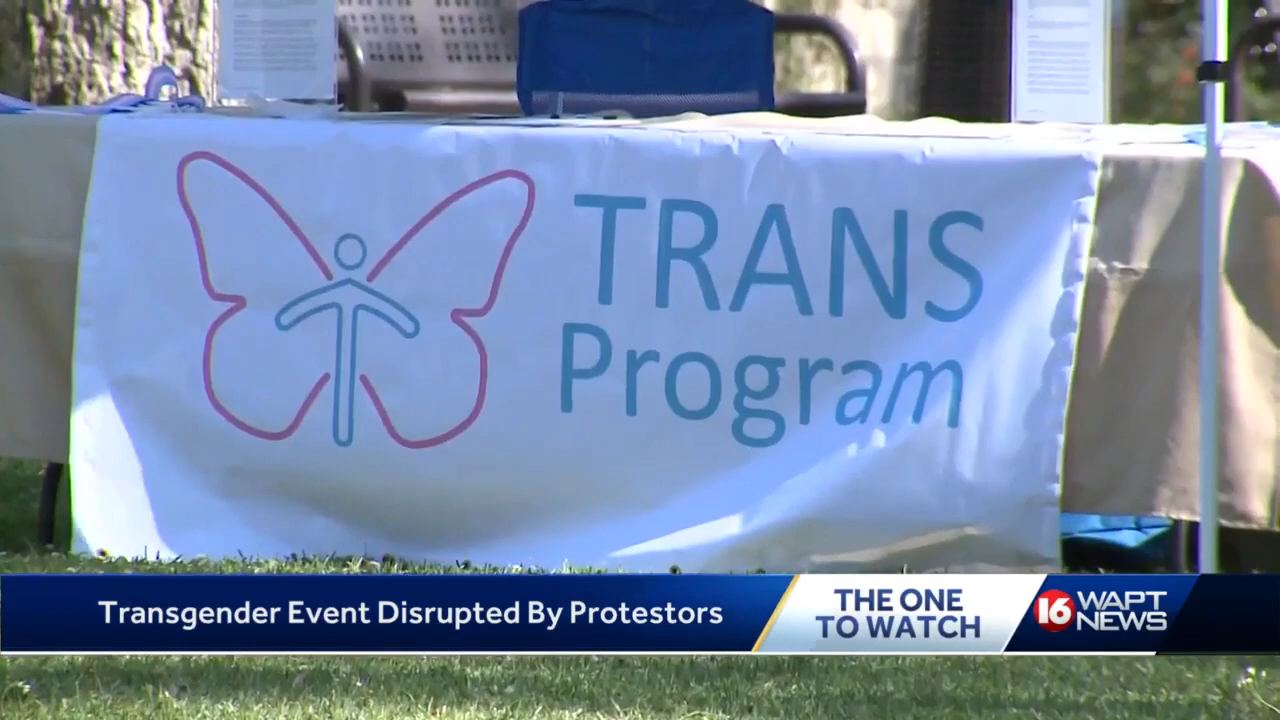 TRANS
Program
Transgender Event Disrupted By Protestors
THE ONE
TO WATCH
16 WAPT
NEWS